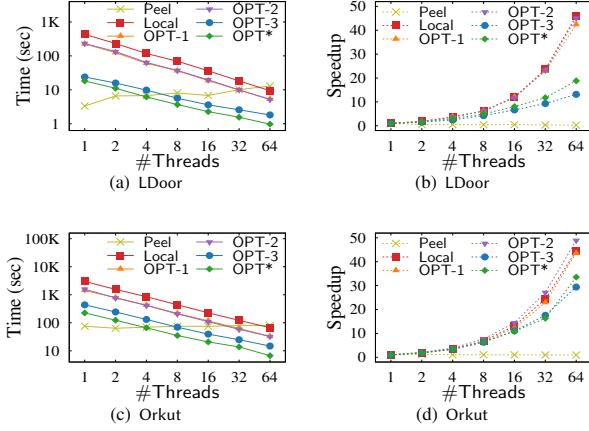 Time (sec)
1K
100
10
1
Peel
Local
OPT-1
OPT-2
OPT-3
OPT*
1 2 4 8 16 32 64
#Threads
(a) LDoor
Speedup
50
40
30
20
10
0
Peel
Local
OPT-1
OPT-2
OPT-3
OPT*
1 2 4 8 16 32 64
#Threads
(b) LDoor
Time (sec)
100K
10K
1K
100
10
Peel
Local
OPT-1
OPT-2
OPT-3
OPT*
1 2 4 8 16 32 64
#Threads
(c) Orkut
Speedup
50
40
30
20
10
0
Peel
Local
OPT-1
OPT-2
OPT-3
OPT*
1 2 4 8 16 32 64
#Threads
(d) Orkut